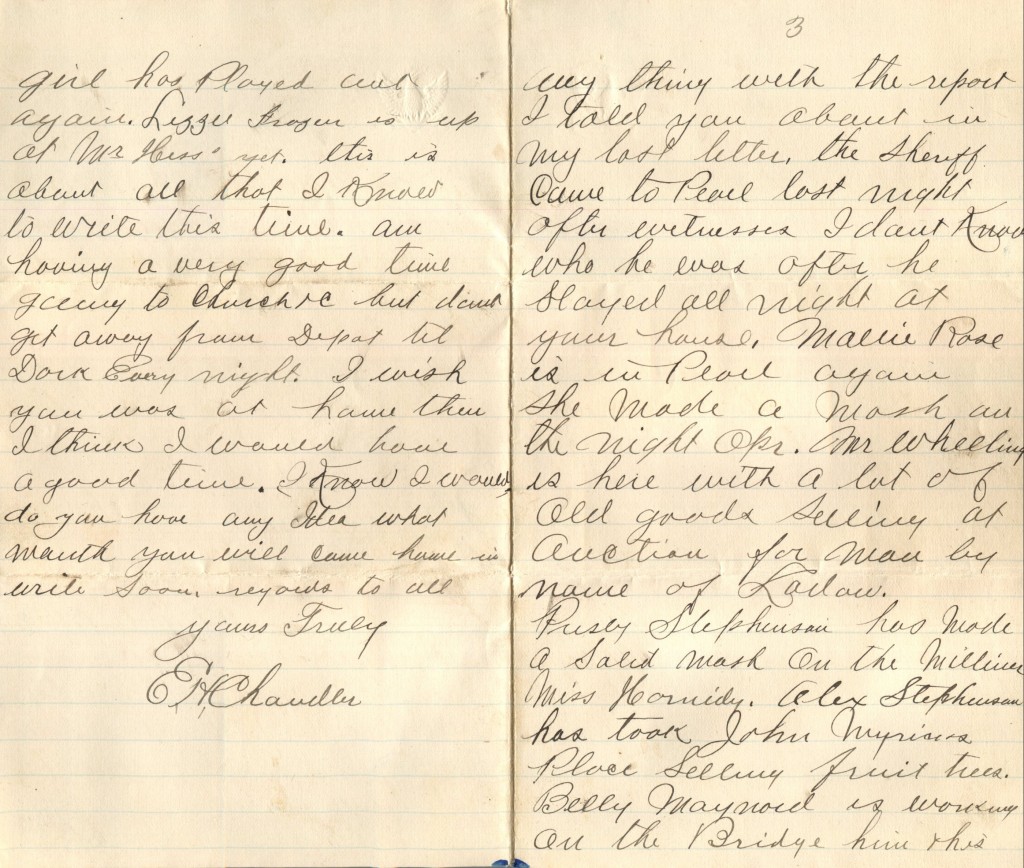 3
any thing with the report
I told you about in
my last letter. the Sheriff
Came to Pearl last night
after witnesses I dont Know
who he was after he
Stayed all night at
your house. Mallie Rose
is in Pearl again
She Made a Mash on
the night Opr. Mr Wheeling
is here with a lot of
Old goods Selling at
Auction for Man by
name of
Pusey Stephenson has Made
a Solid mash On the Milliner
Miss Hornidy. Alex Stephenson
has took John Myricks
Place Selling fruit trees.
Belly Maynard is working
On the Bridge him & his
girl has Played out
again. Lizzie Frazer is up
at Mr Hess' yet. this is
about all that I Know
to write this time. am
having a very good time
going to Church &c but dont
get away from Depot til
Dark Every night. I wish
you was at home then
I think I would have
a good time. I Know I would,
do you have any Idea what
month you will come home in
write Soon. regards to all
yours Truly
E H Chandler